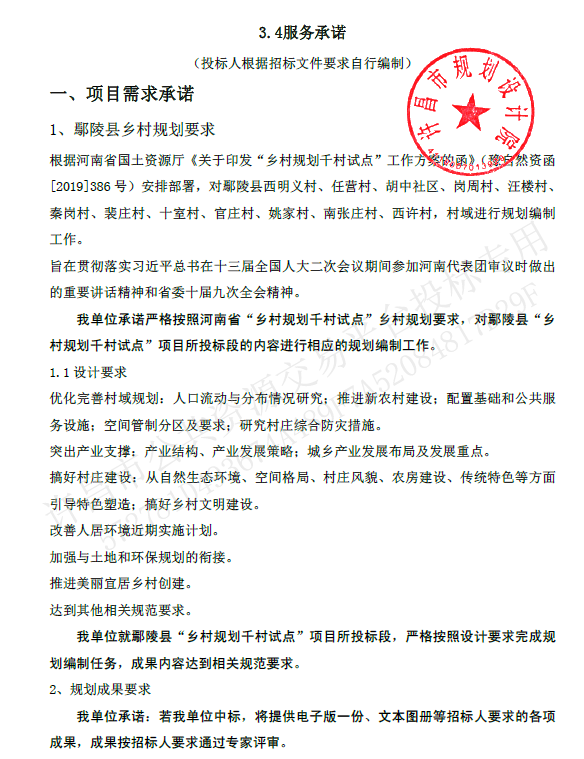 3.4服务承诺
（投标人根据招标文件要求自行编制）
一、项目需求承诺
1、鄢陵县乡村规划要求
根据河南省国土资源厅《关于印发“乡村规划千村试点”工作方案的函》（豫自然资函
[2019]386号）安排部署，对鄢陵县西明义村、任营村、胡中社区、岗周村、汪楼村、
秦岗村、裴庄村、十室村、官庄村、姚家村、南张庄村、西许村，村域进行规划编制
工作。
旨在贯彻落实习近平总书在十三届全国人大二次会议期间参加河南代表团审议时做出
的重要讲话精神和省委十届九次全会精神。
我单位承诺严格按照河南省“乡村规划千村试点”乡村规划要求，对鄢陵县“乡
村规划千村试点”项目所投标段的内容进行相应的规划编制工作。
1.1设计要求
优化完善村域规划：人口流动与分布情况研究；推进新农村建设；配置基础和公共服
务设施；空间管制分区及要求；研究村庄综合防灾措施。
突出产业支撑：产业结构、产业发展策略；城乡产业发展布局及发展重点。
搞好村庄建设：从自然生态环境、空间格局、村庄风貌、农房建设、传统特色等方面
引导特色塑造；搞好乡村文明建设。
改善人居环境近期实施计划。
加强与土地和环保规划的衔接。
推进美丽宜居乡村创建。
达到其他相关规范要求。
我单位就鄢陵县“乡村规划千村试点”项目所投标段，严格按照设计要求完成规
划编制任务，成果内容达到相关规范要求。
2、规划成果要求
我单位承诺：若我单位中标，将提供电子版一份、文本图册等招标人要求的各项
成果，成果按招标人要求通过专家评审。
许昌市规划设计院
许昌市公共资源交易平台投标专用